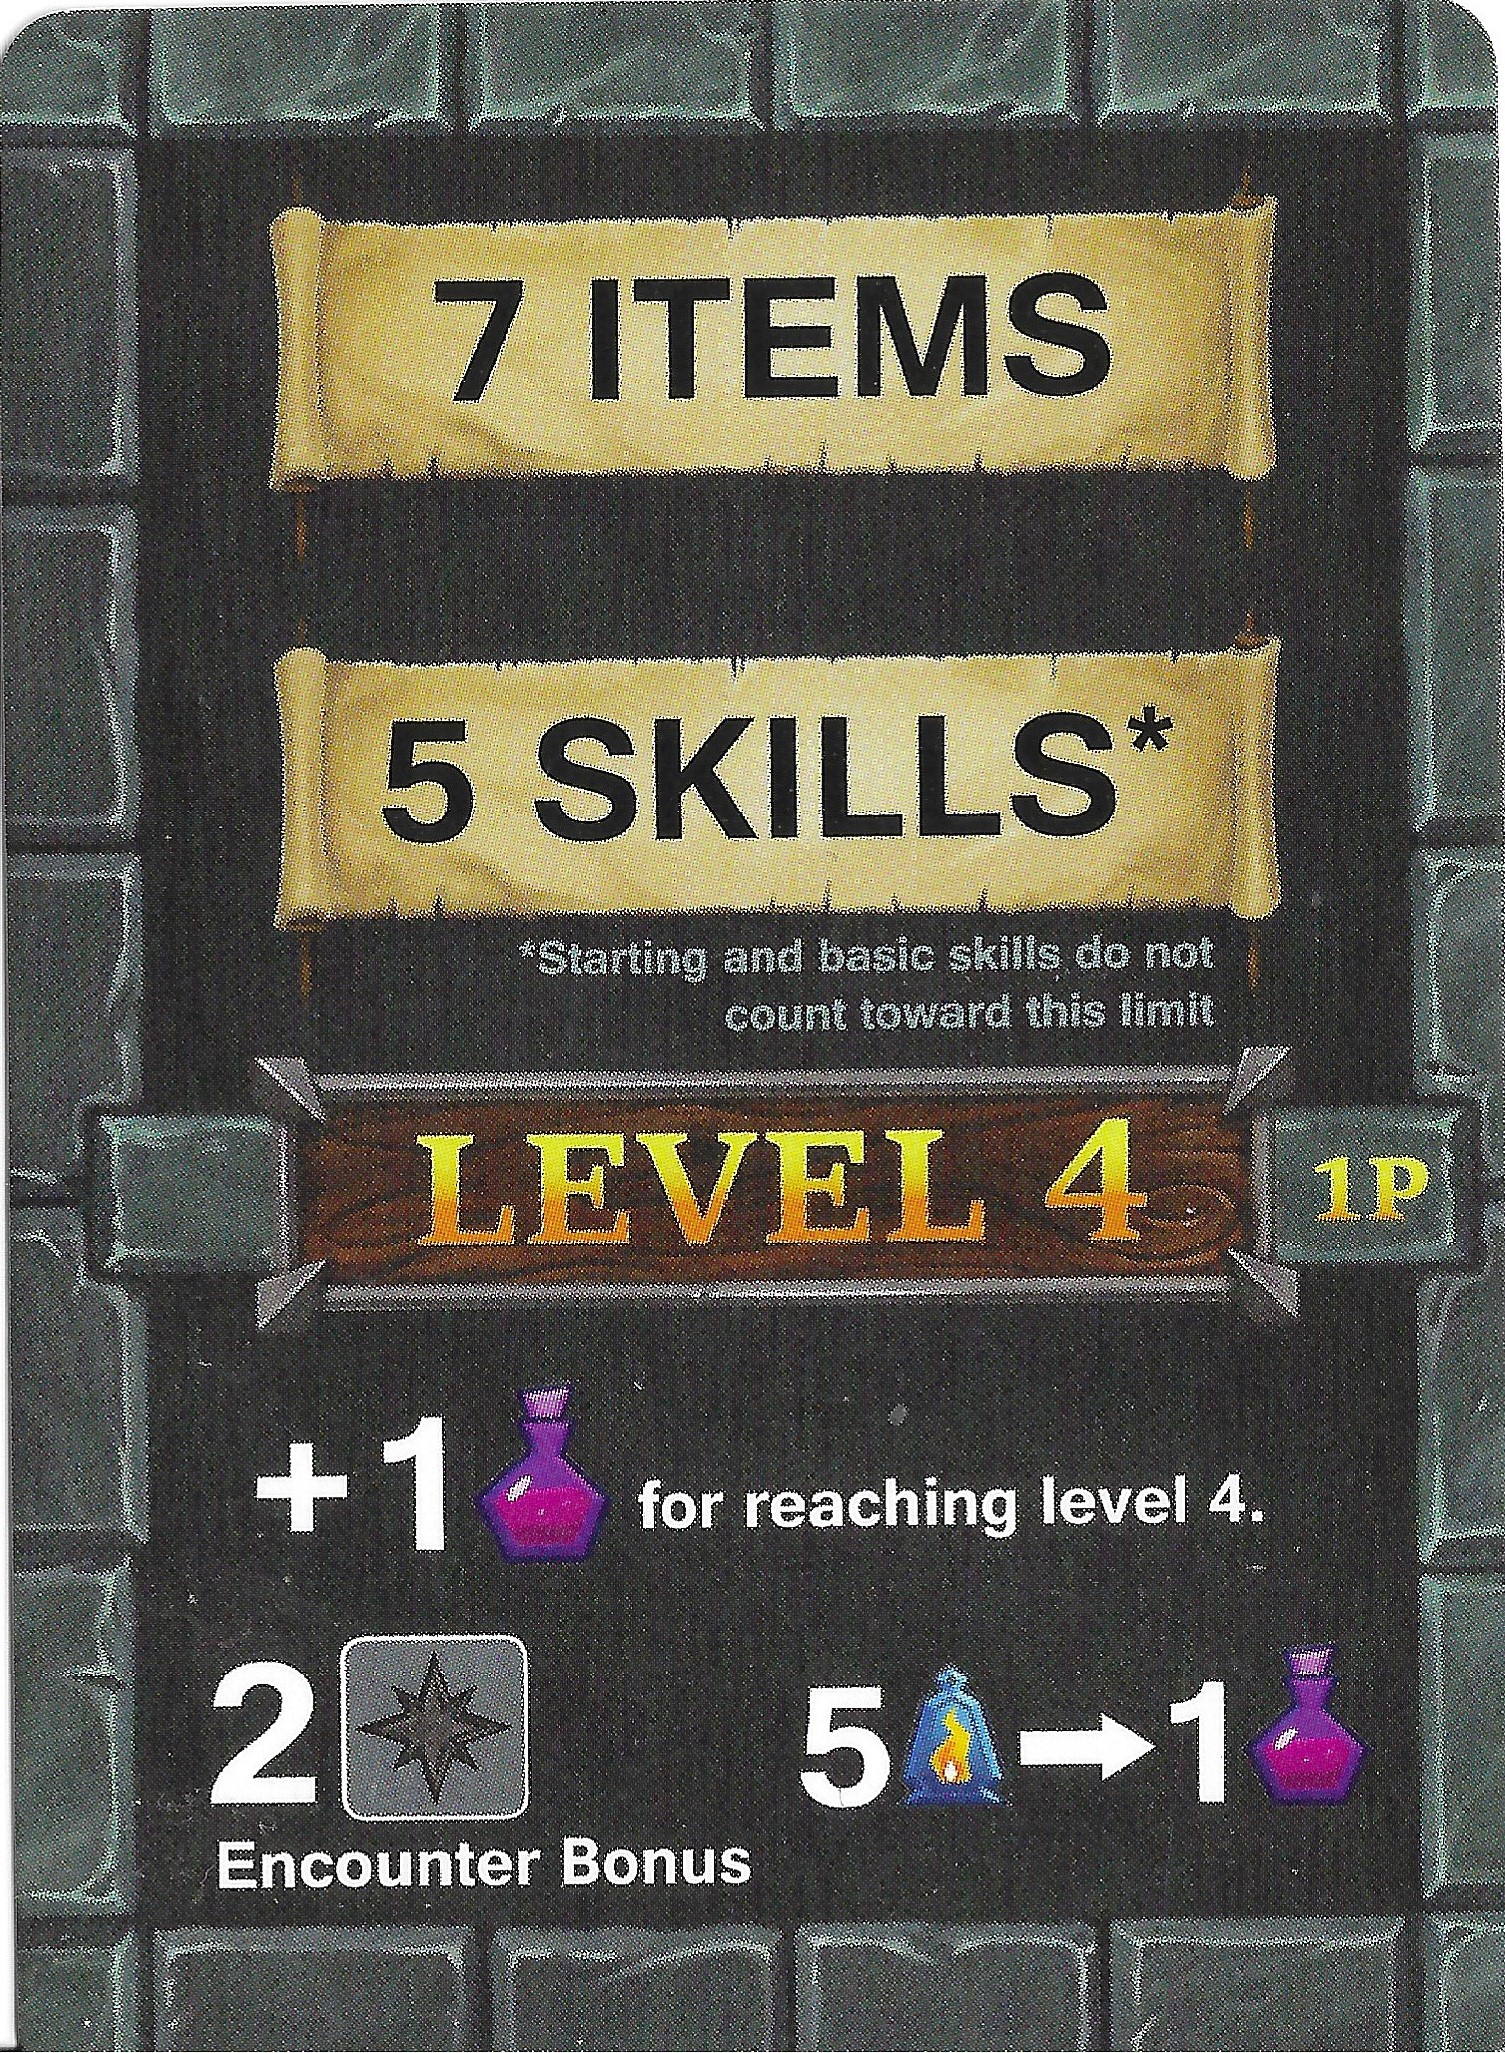 7 ITEMS
5 SKILLS*
*Starting and basic skills do not
count toward this limit
LEVEL 4
1P
+1 for reaching level 4.
2
5 → 1
Encounter Bonus